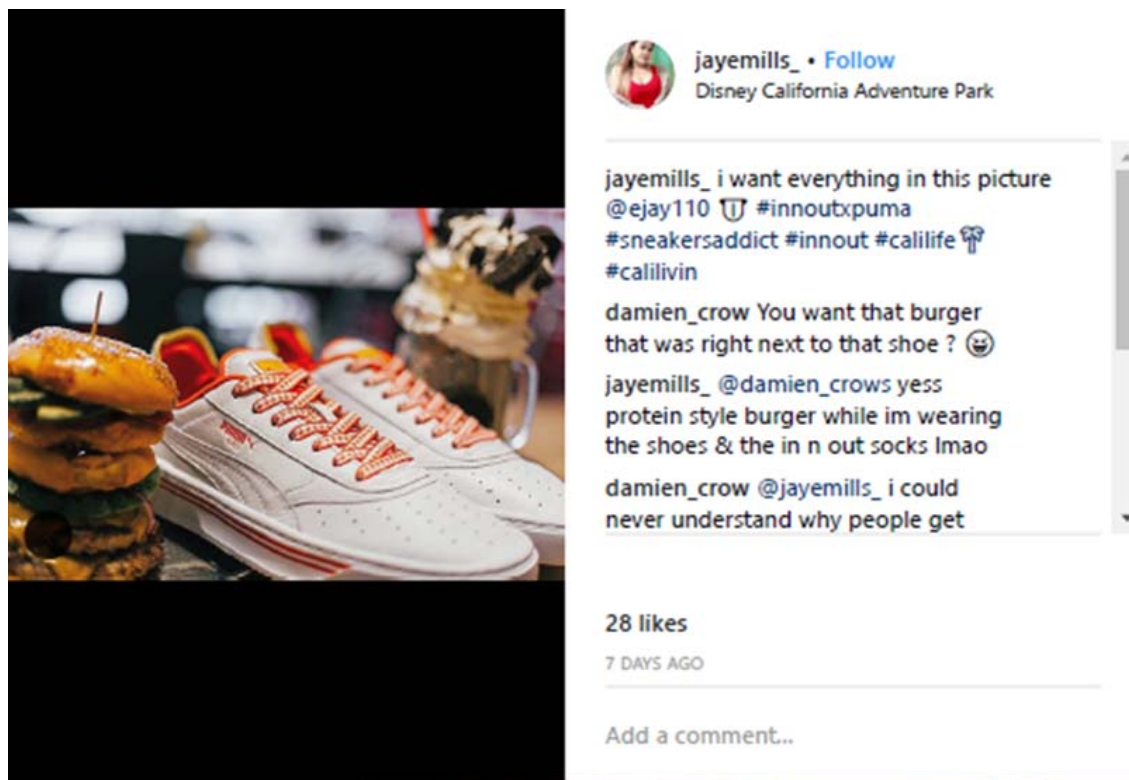 jayemills_ • Follow
Disney California Adventure Park
jayemills_ i want everything in this picture
@ejay110 #innoutxpuma
#sneakersaddict #innout #calilife🌴
#calilivin
damien_crow You want that burger
that was right next to that shoe ? 😀
jayemills_ @damien_crows yess
protein style burger while im wearing
the shoes & the in n out socks lmao
damien_crow @jayemills_ i could
never understand why people get
28 likes
7 DAYS AGO
Add a comment...
PUMA